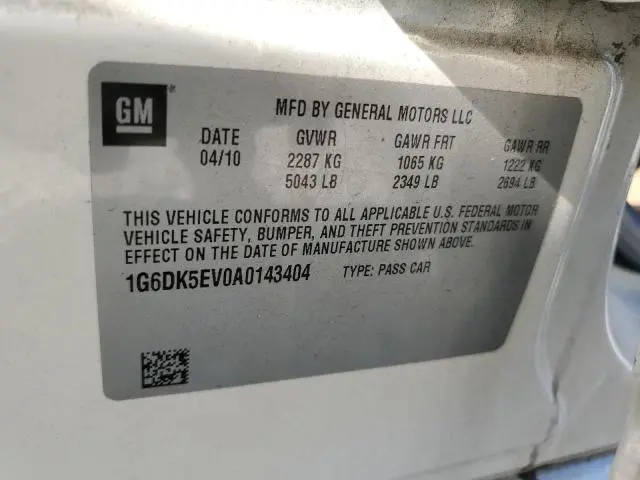 GM
MFD BY GENERAL MOTORS LLC
DATE GVWR GAWR FRT GAWR RR
04/10 2287 KG 1065 KG 1222 KG
5043 LB 2349 LB 2694 LB
THIS VEHICLE CONFORMS TO ALL APPLICABLE U.S. FEDERAL MOTOR
VEHICLE SAFETY, BUMPER, AND THEFT PREVENTION STANDARDS IN
EFFECT ON THE DATE OF MANUFACTURE SHOWN ABOVE.
1G6DK5EV0A0143404 TYPE: PASS CAR